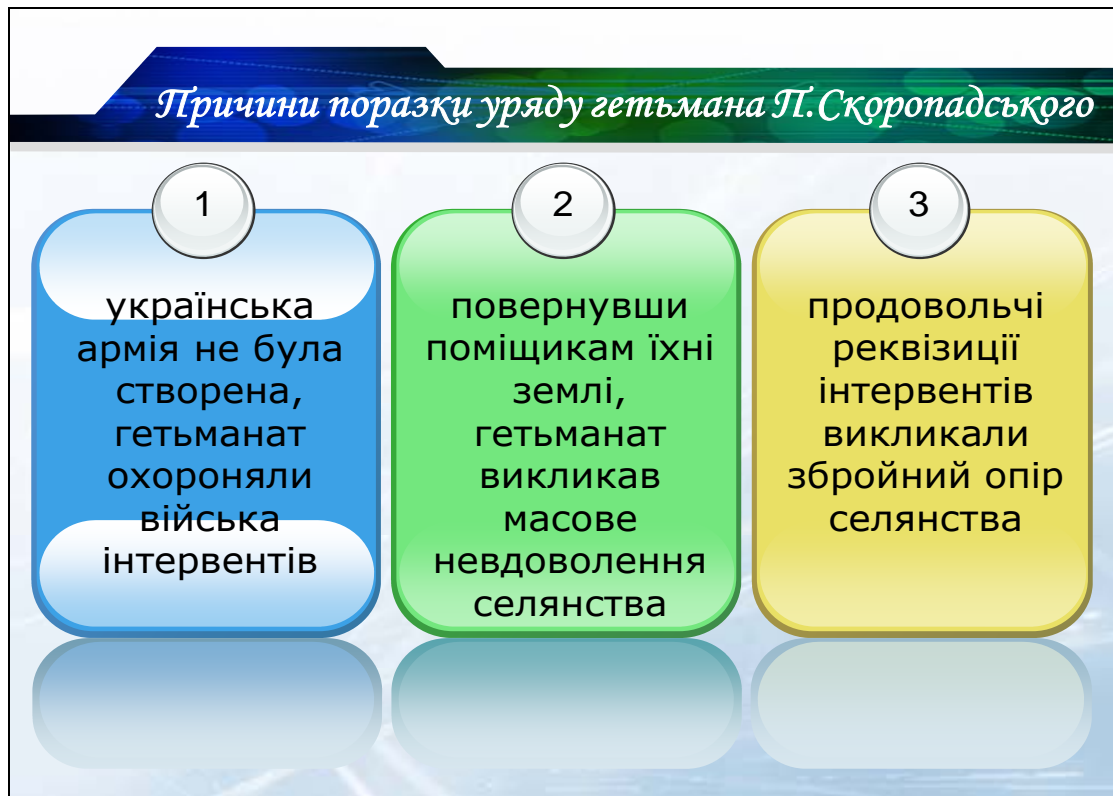 Причини поразки уряду гетьмана П.Скоропадського
1
українська
армія не була
створена,
гетьманат
охороняли
війська
інтервентів
2
повернувши
поміщикам їхні
землі,
гетьманат
викликав
масове
невдоволення
селянства
3
продовольчі
реквізиції
інтервентів
викликали
збройний опір
селянства